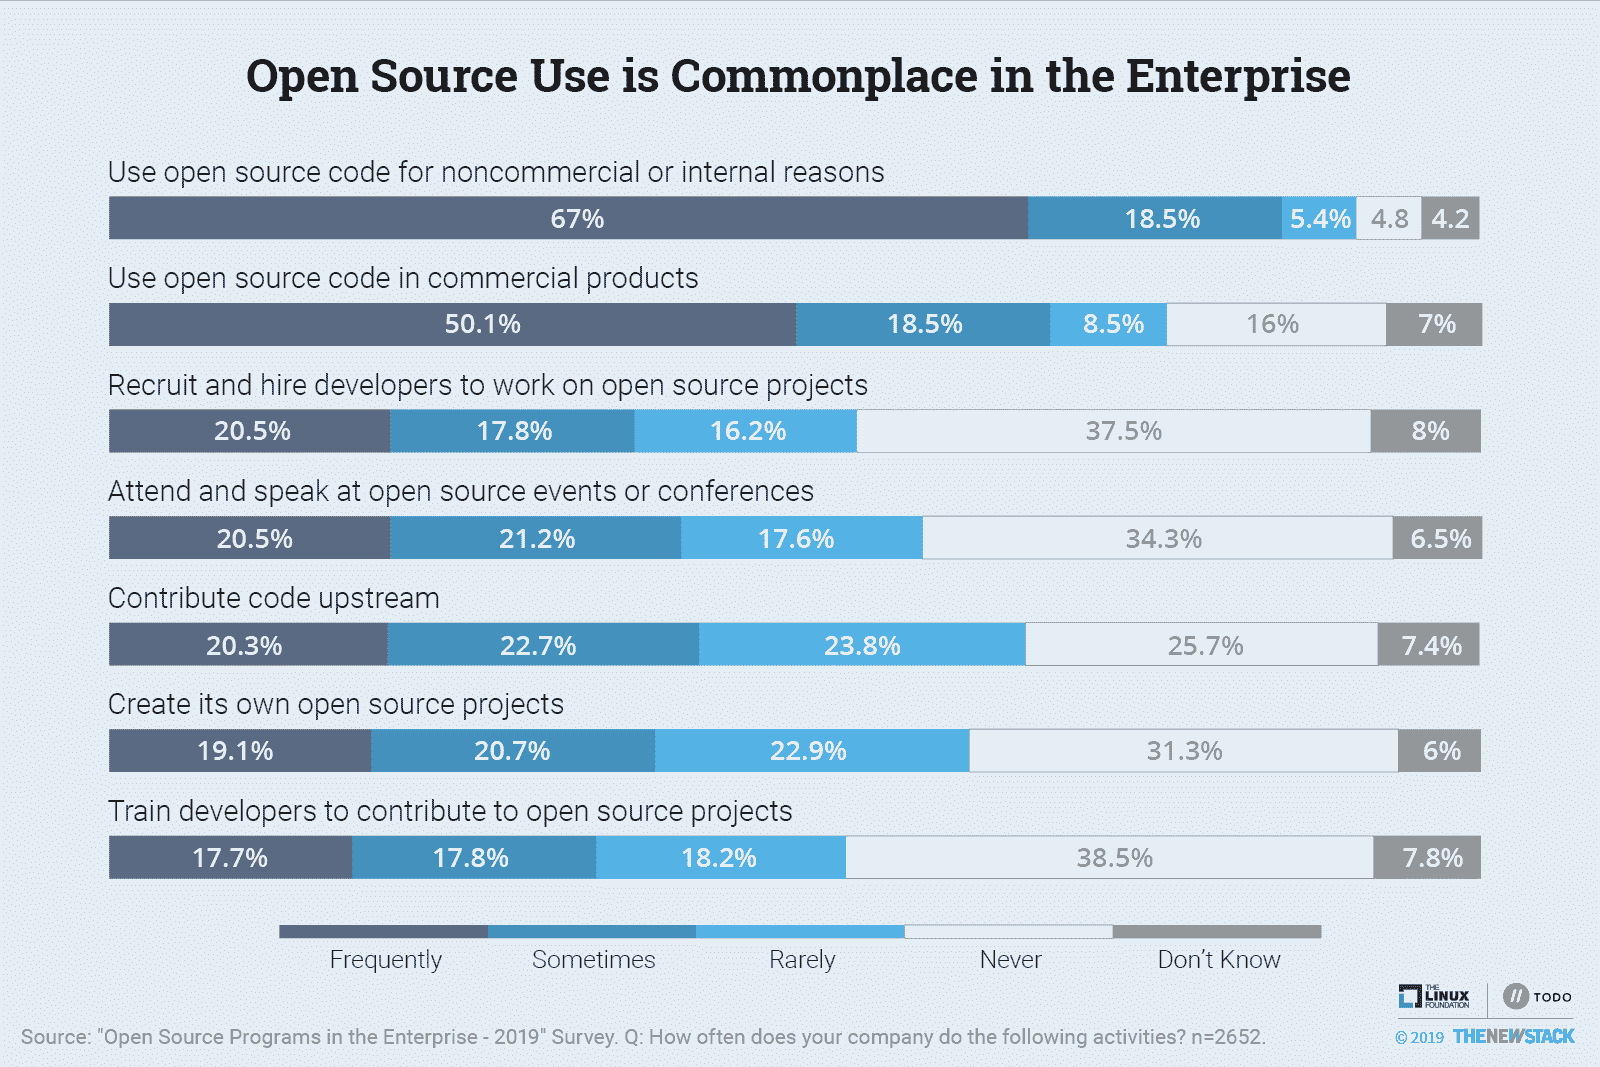 Open Source Use is Commonplace in the Enterprise
Use open source code for noncommercial or internal reasons
67% 18.5% 5.4% 4.8 4.2
Use open source code in commercial products
50.1% 18.5% 8.5% 16% 7%
Recruit and hire developers to work on open source projects
20.5% 17.8% 16.2% 37.5% 8%
Attend and speak at open source events or conferences
20.5% 21.2% 17.6% 34.3% 6.5%
Contribute code upstream
20.3% 22.7% 23.8% 25.7% 7.4%
Create its own open source projects
19.1% 20.7% 22.9% 31.3% 6%
Train developers to contribute to open source projects
17.7% 17.8% 18.2% 38.5% 7.8%
Frequently Sometimes Rarely Never Don't Know
THE
LINUX
FOUNDATION
// TODO
Source: "Open Source Programs in the Enterprise - 2019" Survey. Q: How often does your company do the following activities? n=2652.
© 2019 THENEWSTACK